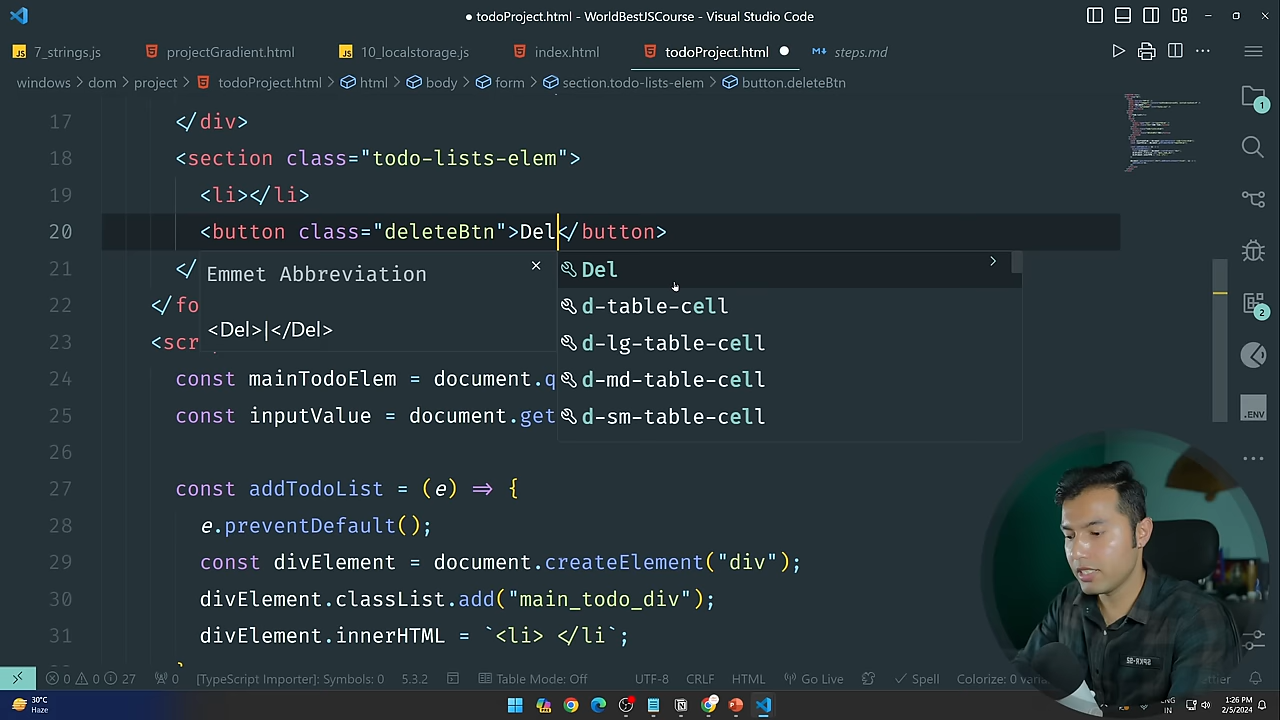 todoProject.html - WorldBestJSCourse - Visual Studio Code
JS 7_strings.js
projectGradient.html
JS 10_localstorage.js
index.html
todoProject.html
steps.md
windows > dom > project > todoProject.html > html > body > form > section.todo-lists-elem > button.deleteBtn
17 </div>
18 <section class="todo-lists-elem">
19 <li></li>
20 <button class="deleteBtn">Del</button>
21 </
Emmet Abbreviation
<Del>|</Del>
Del
d-table-cell
d-lg-table-cell
d-md-table-cell
d-sm-table-cell
22 </fo
23 <scr
24 const mainTodoElem = document.q
25 const inputValue = document.get
26
27 const addTodoList = (e) => {
28 e.preventDefault();
29 const divElement = document.createElement("div");
30 divElement.classList.add("main_todo_div");
31 divElement.innerHTML = `<li> </li`;
1
2
.ENV
0 0 27 0 [TypeScript Importer]: Symbols: 0 5.3.2 Table Mode: Off UTF-8 CRLF HTML Go Live Spell Colorize: 0
30°C
Haze
IN
1:26 PM
2/5/2024